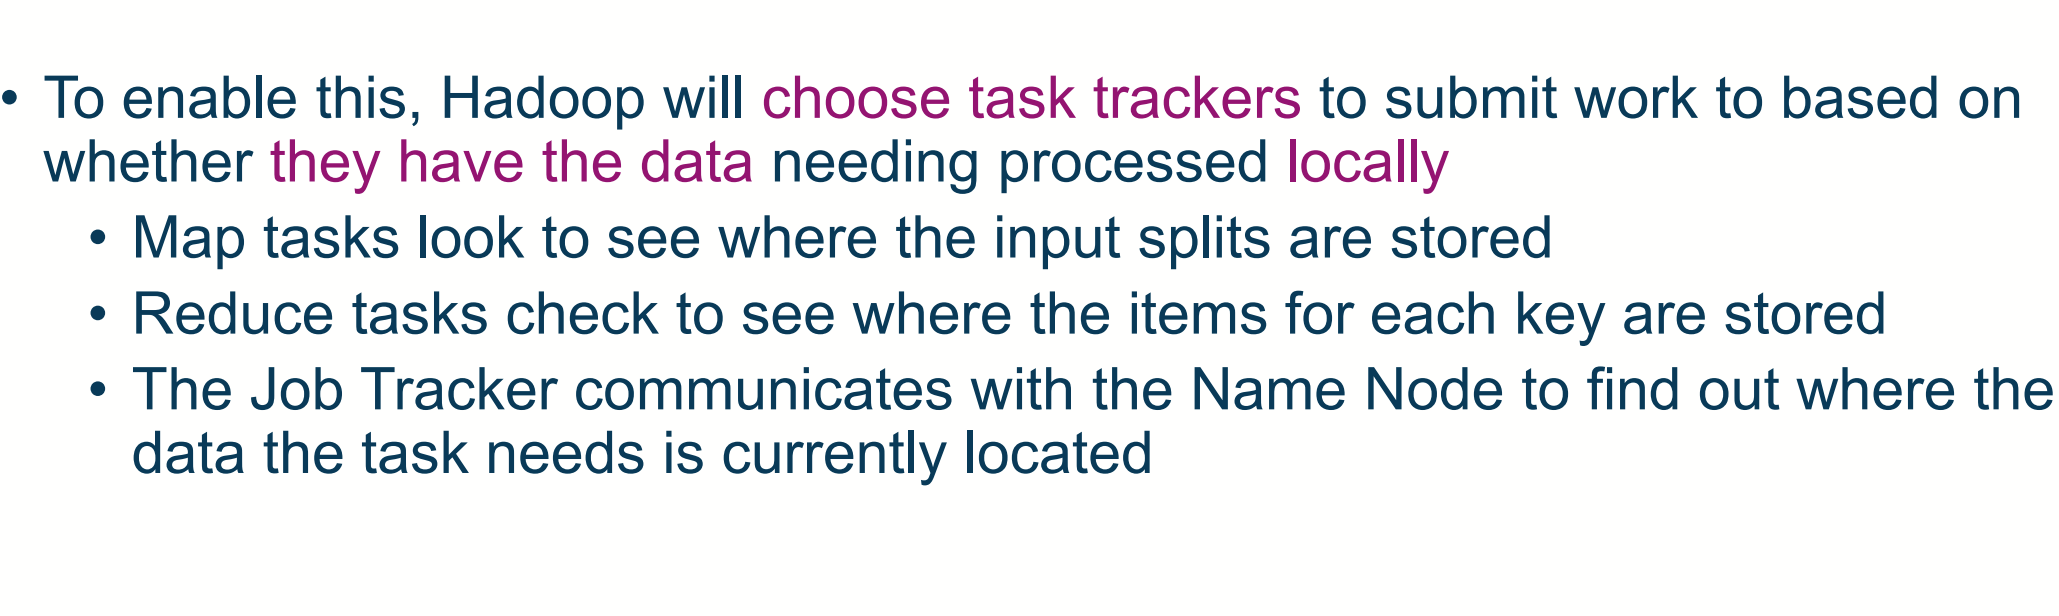 • To enable this, Hadoop will choose task trackers to submit work to based on
whether they have the data needing processed locally
• Map tasks look to see where the input splits are stored
• Reduce tasks check to see where the items for each key are stored
• The Job Tracker communicates with the Name Node to find out where the
data the task needs is currently located